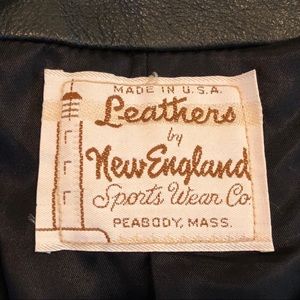 MADE IN U.S.A.
Leathers
by
New England
Sports Wear Co
PEABODY, MASS.